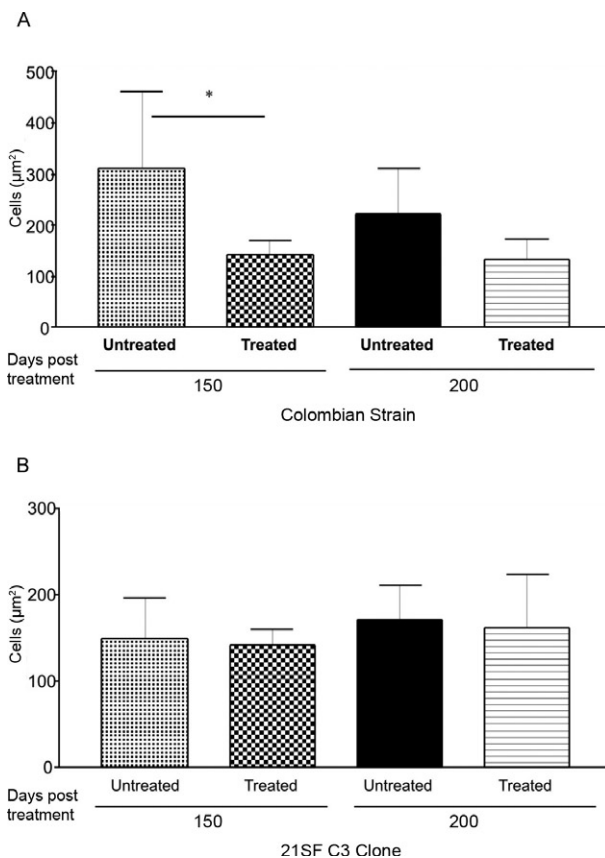 A
500
400
300
200
100
0
Cells (µm²)
*
Untreated Treated Untreated Treated
Days post
treatment
150 200
Colombian Strain
B
300
200
100
0
Cells (µm²)
Untreated Treated Untreated Treated
Days post
treatment
150 200
21SF C3 Clone